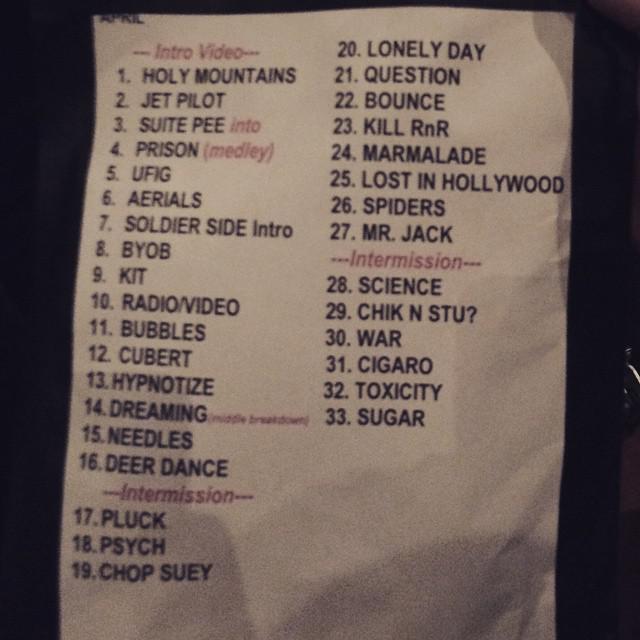 APRIL
--- Intro Video---
1. HOLY MOUNTAINS
2. JET PILOT
3. SUITE PEE into
4. PRISON (medley)
5. UFIG
6. AERIALS
7. SOLDIER SIDE Intro
8. BYOB
9. KIT
10. RADIO/VIDEO
11. BUBBLES
12. CUBERT
13. HYPNOTIZE
14. DREAMING (middle breakdown)
15. NEEDLES
16. DEER DANCE
---Intermission---
17. PLUCK
18. PSYCH
19. CHOP SUEY
20. LONELY DAY
21. QUESTION
22. BOUNCE
23. KILL RnR
24. MARMALADE
25. LOST IN HOLLYWOOD
26. SPIDERS
27. MR. JACK
---Intermission---
28. SCIENCE
29. CHIK N STU?
30. WAR
31. CIGARO
32. TOXICITY
33. SUGAR